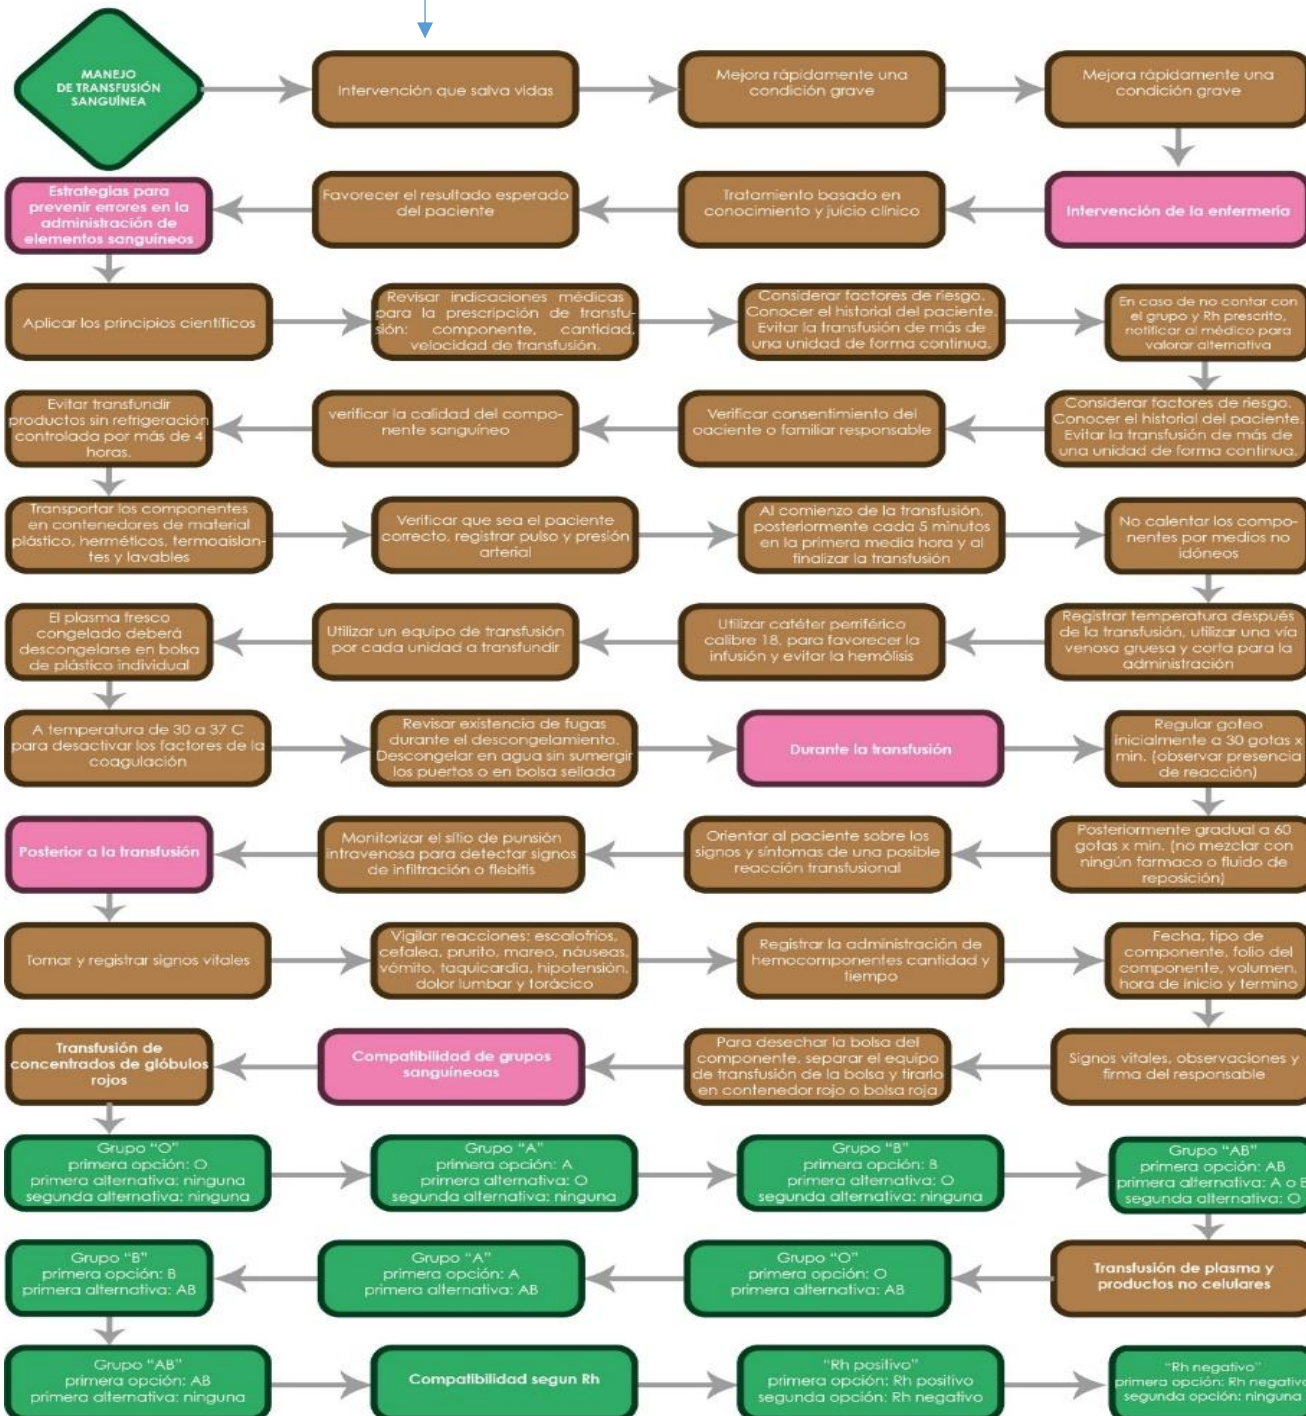 MANEJO
DE TRANSFUSIÓN
SANGUÍNEA
Intervención que salva vidas
Mejora rápidamente una
condición grave
Mejora rápidamente una
condición grave
Intervención de la enfermería
Tratamiento basado en
conocimiento y juicio clínico
Favorecer el resultado esperado
del paciente
Estrategias para
prevenir errores en la
administración de
elementos sanguíneos
Aplicar los principios científicos
Revisar indicaciones médicas
para la prescripción de transfu-
sión: componente, cantidad,
velocidad de transfusión.
Considerar factores de riesgo.
Conocer el historial del paciente.
Evitar la transfusión de más de
una unidad de forma continua.
En caso de no contar con
el grupo y Rh prescrito,
notificar al médico para
valorar alternativa
Considerar factores de riesgo.
Conocer el historial del paciente.
Evitar la transfusión de más de
una unidad de forma continua.
Verificar consentimiento del
oaciente o familiar responsable
verificar la calidad del compo-
nente sanguíneo
Evitar transfundir
productos sin refrigeración
controlada por más de 4
horas.
Transportar los componentes
en contenedores de material
plástico, herméticos, termoaislan-
tes y lavables
Verificar que sea el paciente
correcto, registrar pulso y presión
arterial
Al comienzo de la transfusión,
posteriormente cada 5 minutos
en la primera media hora y al
finalizar la transfusión
No calentar los compo-
nentes por medios no
idóneos
Registrar temperatura después
de la transfusión, utilizar una vía
venosa gruesa y corta para la
administración
Utilizar catéter perriférico
calibre 18, para favorecer la
infusión y evitar la hemólisis
Utilizar un equipo de transfusión
por cada unidad a transfundir
El plasma fresco
congelado deberá
descongelarse en bolsa
de plástico individual
A temperatura de 30 a 37 C
para desactivar los factores de la
coagulación
Revisar existencia de fugas
durante el descongelamiento.
Descongelar en agua sin sumergir
los puertos o en bolsa sellada
Durante la transfusión
Regular goteo
inicialmente a 30 gotas x
min. (observar presencia
de reacción)
Posteriormente gradual a 60
gotas x min. (no mezclar con
ningún farmaco o fluido de
reposición)
Orientar al paciente sobre los
signos y síntomas de una posible
reacción transfusional
Monitorizar el sítio de punsión
intravenosa para detectar signos
de infiltración o flebitis
Posterior a la transfusión
Tomar y registrar signos vitales
Vigilar reacciones: escalofríos,
cefalea, prurito, mareo, náuseas,
vómito, taquicardia, hipotensión,
dolor lumbar y torácico
Registrar la administración de
hemocomponentes cantidad y
tiempo
Fecha, tipo de
componente, folio del
componente, volumen,
hora de inicio y termino
Signos vitales, observaciones y
firma del responsable
Para desechar la bolsa del
componente, separar el equipo
de transfusión de la bolsa y tirarlo
en contenedor rojo o bolsa roja
Compatibilidad de grupos
sanguíneoas
Transfusión de
concentrados de glóbulos
rojos
Grupo "O"
primera opción: O
primera alternativa: ninguna
segunda alternativa: ninguna
Grupo "A"
primera opción: A
primera alternativa: O
segunda alternativa: ninguna
Grupo "B"
primera opción: B
primera alternativa: O
segunda alternativa: ninguna
Grupo "AB"
primera opción: AB
primera alternativa: A o B
segunda alternativa: O
Transfusión de plasma y
productos no celulares
Grupo "O"
primera opción: O
primera alternativa: AB
Grupo "A"
primera opción: A
primera alternativa: AB
Grupo "B"
primera opción: B
primera alternativa: AB
Grupo "AB"
primera opción: AB
primera alternativa: ninguna
Compatibilidad segun Rh
"Rh positivo"
primera opción: Rh positivo
segunda opción: Rh negativo
"Rh negativo"
primera opción: Rh negativo
segunda opción: ninguna